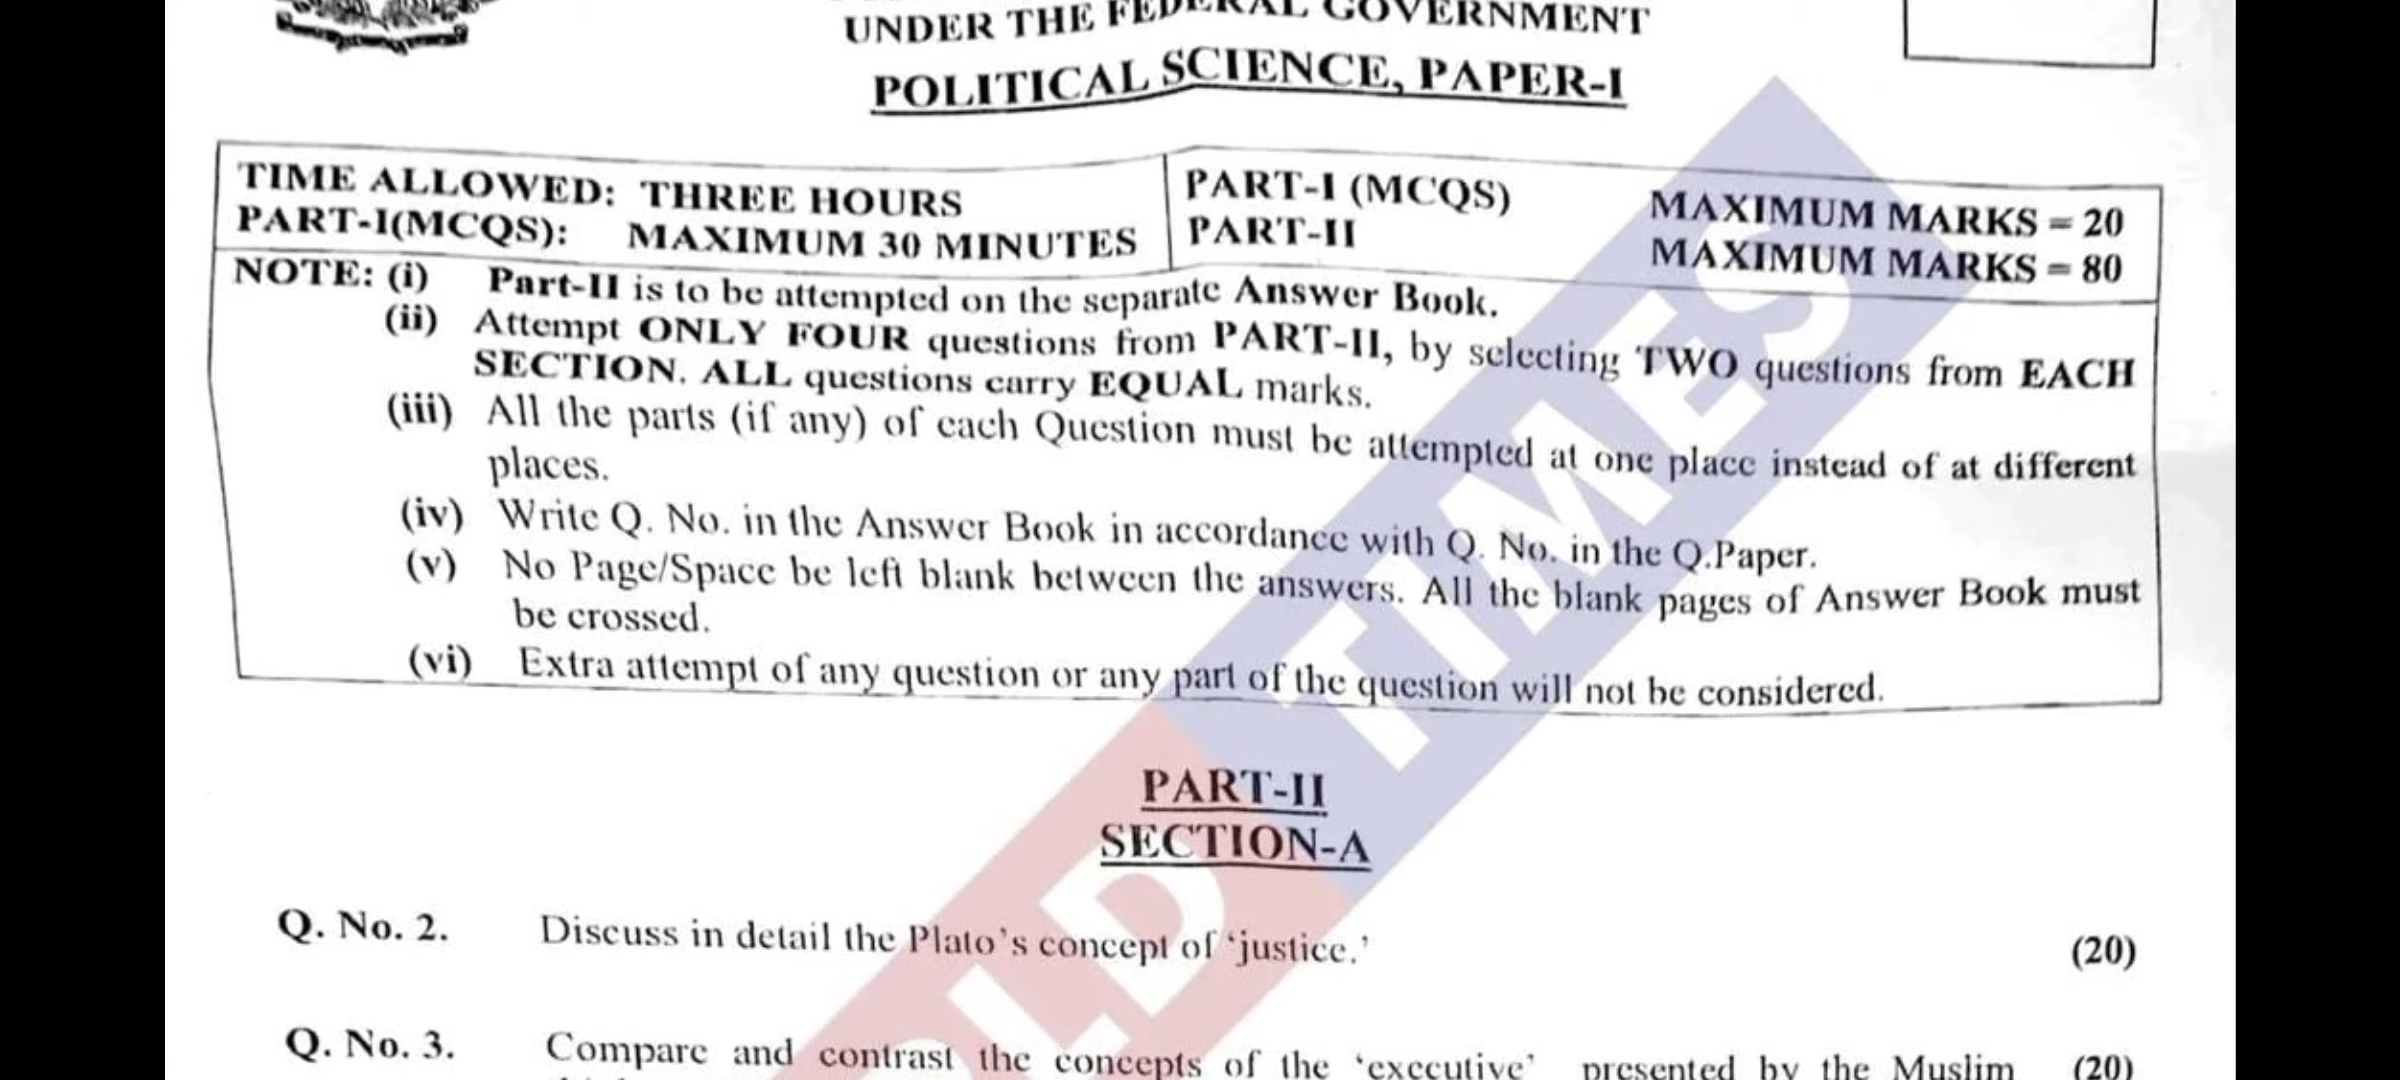 UNDER THE FEDERAL GOVERNMENT
POLITICAL SCIENCE, PAPER-I
TIME ALLOWED: THREE HOURS
PART-I(MCQS): MAXIMUM 30 MINUTES
PART-I (MCQS) MAXIMUM MARKS = 20
PART-II MAXIMUM MARKS = 80
NOTE: (i) Part-II is to be attempted on the separate Answer Book.
(ii) Attempt ONLY FOUR questions from PART-II, by selecting TWO questions from EACH
SECTION. ALL questions carry EQUAL marks.
(iii) All the parts (if any) of each Question must be attempted at one place instead of at different
places.
(iv) Write Q. No. in the Answer Book in accordance with Q. No. in the Q.Paper.
(v) No Page/Space be left blank between the answers. All the blank pages of Answer Book must
be crossed.
(vi) Extra attempt of any question or any part of the question will not be considered.
PART-II
SECTION-A
Q. No. 2. Discuss in detail the Plato's concept of 'justice.' (20)
Q. No. 3. Compare and contrast the concepts of the 'executive' presented by the Muslim (20)
TIMES